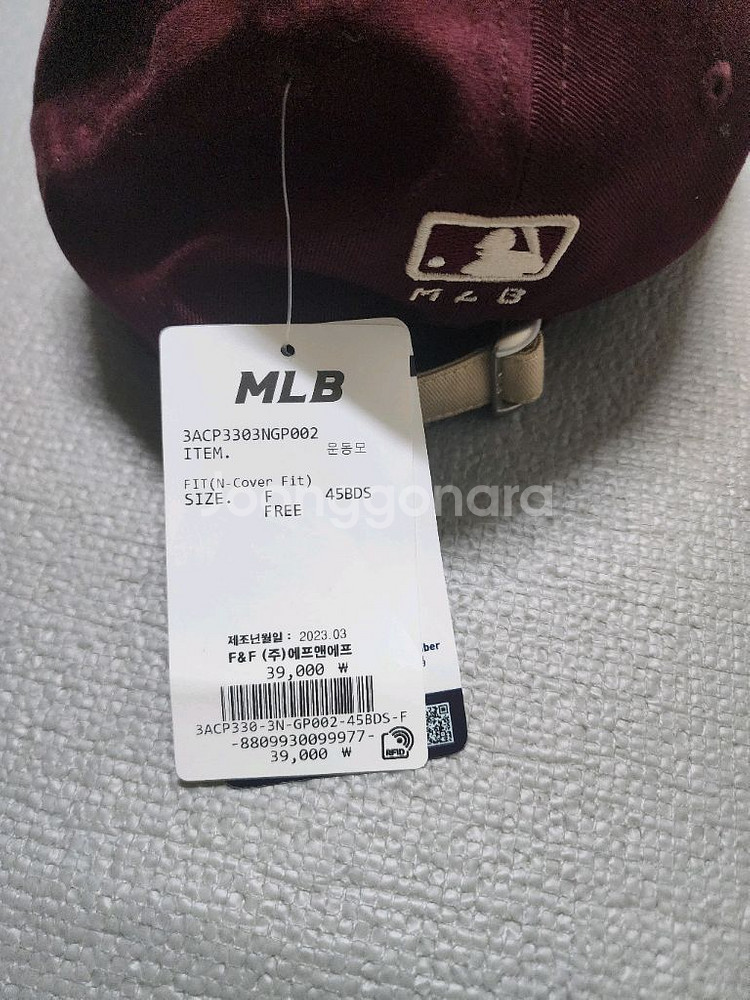 MLB
MLB
3ACP3303NGP002
ITEM. 운동모
FIT(N-Cover Fit)
SIZE. F 45BDS
FREE
joonggonara
제조년월일 : 2023.03
F&F (주)에프앤에프
39,000 ₩
3ACP330-3N-GP002-45BDS-F
-8809930099977-
39,000 ₩
RFID